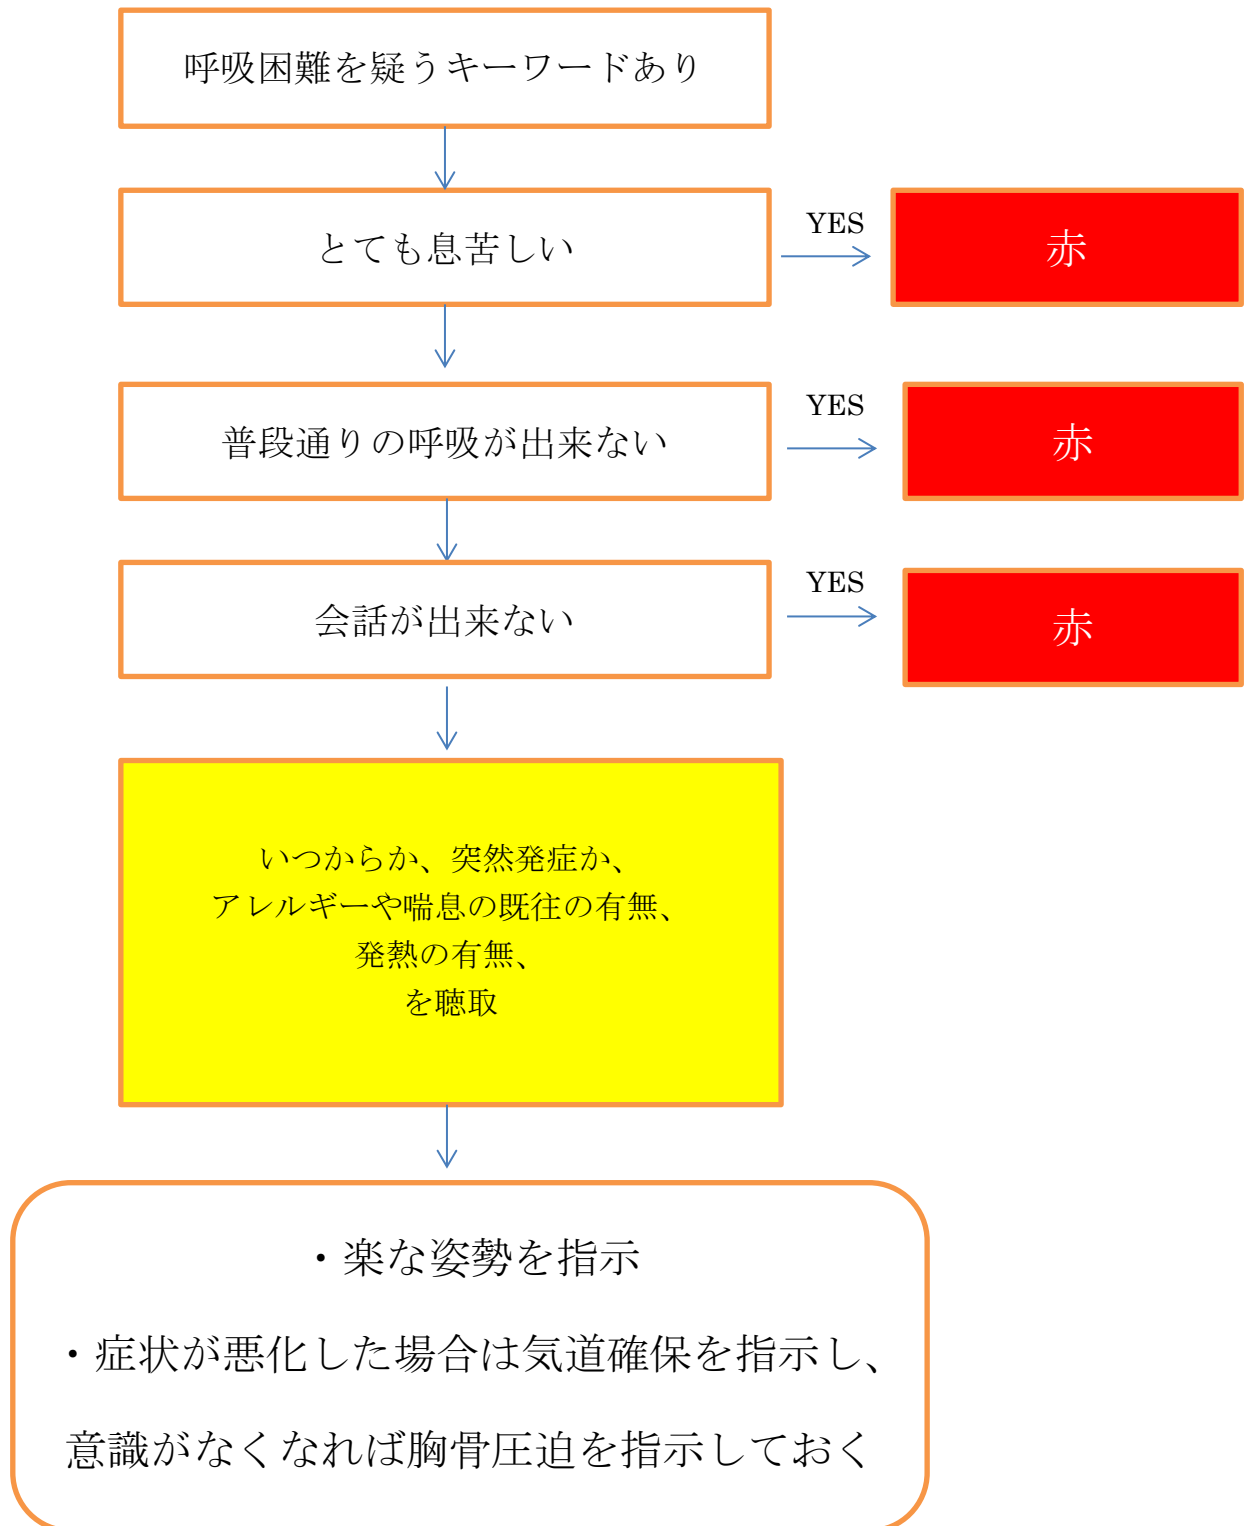 呼吸困難を疑うキーワードあり
とても息苦しい
YES
赤
普段通りの呼吸が出来ない
YES
赤
会話が出来ない
YES
赤
いつからか、突然発症か、
アレルギーや喘息の既往の有無、
発熱の有無、
を聴取
・楽な姿勢を指示
・症状が悪化した場合は気道確保を指示し、
意識がなくなれば胸骨圧迫を指示しておく